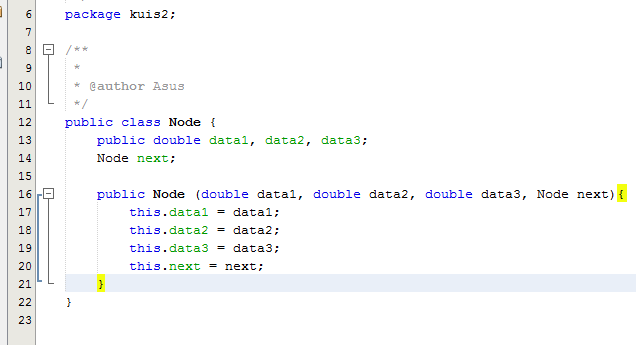 6 package kuis2;
7
8 /**
9 *
10 * @author Asus
11 */
12 public class Node {
13 public double data1, data2, data3;
14 Node next;
15
16 public Node (double data1, double data2, double data3, Node next){
17 this.data1 = data1;
18 this.data2 = data2;
19 this.data3 = data3;
20 this.next = next;
21 }
22 }
23